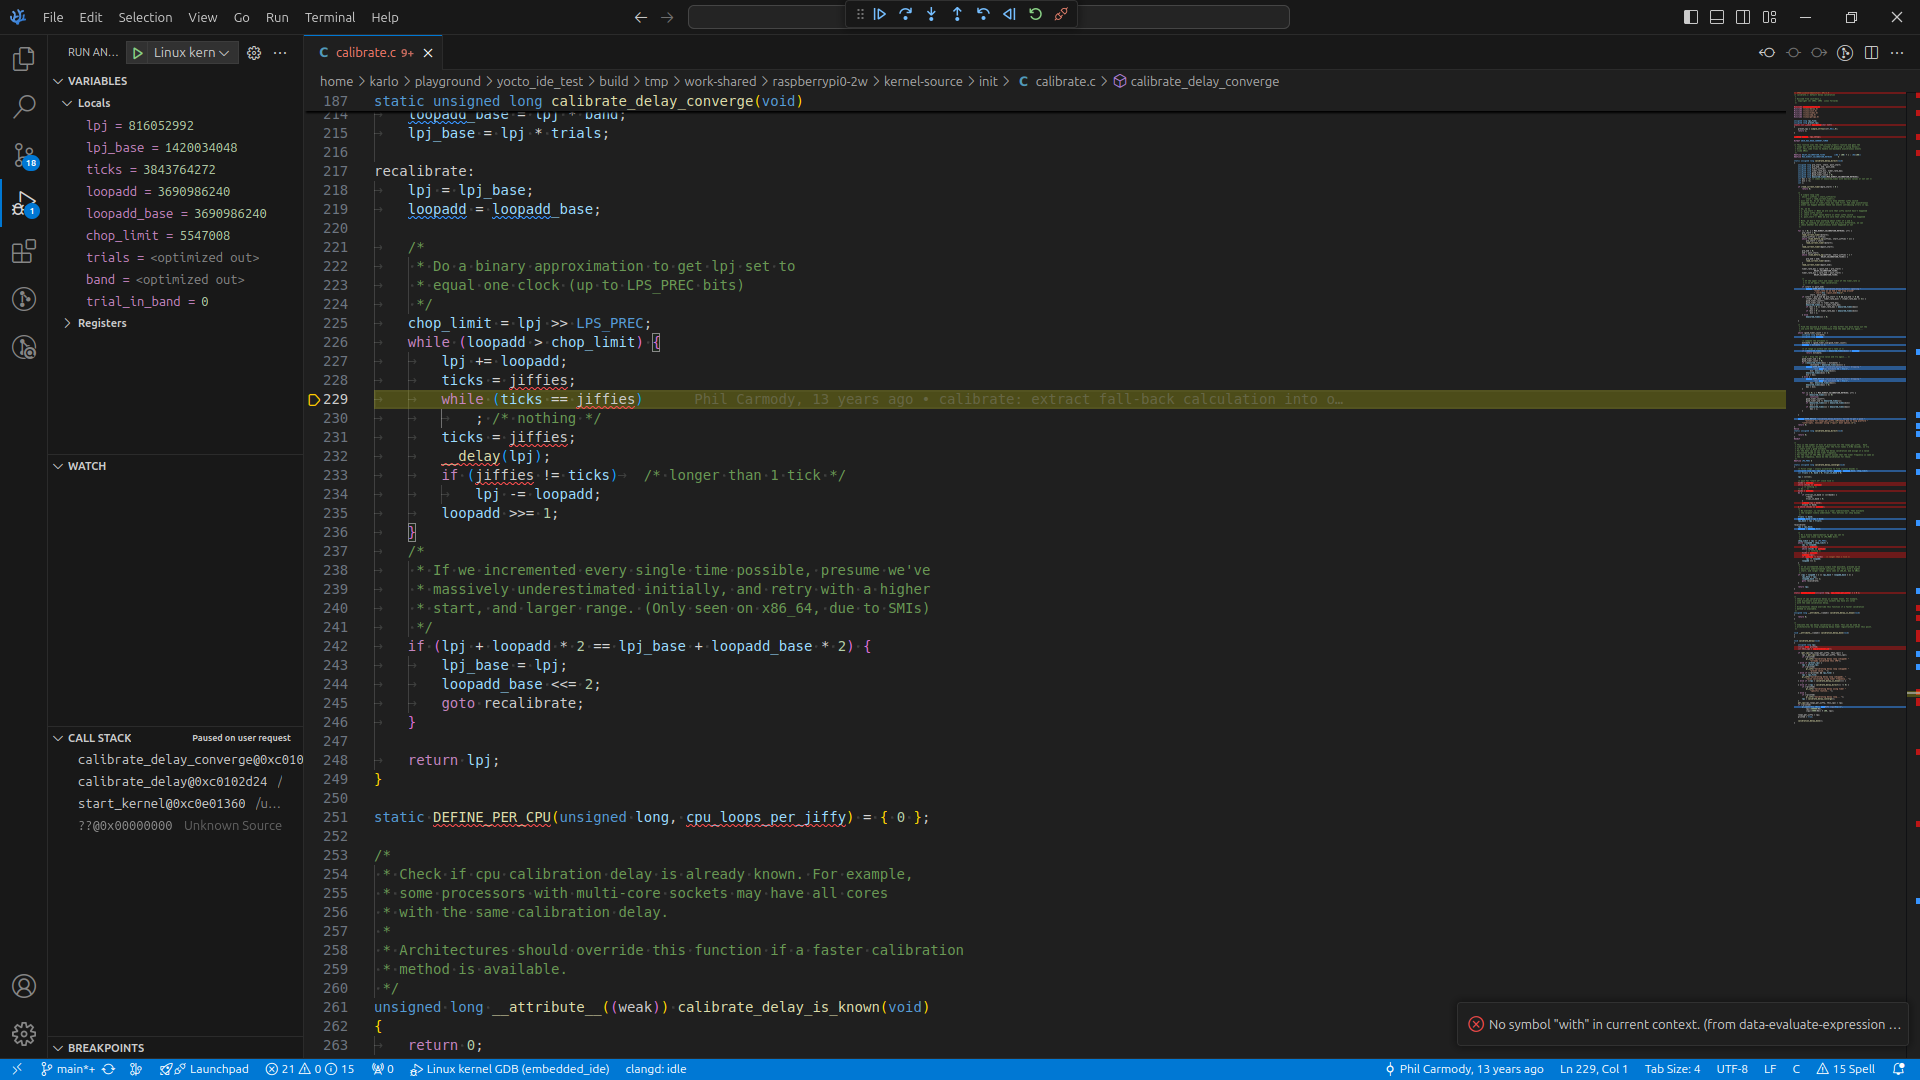 File Edit Selection View Go Run Terminal Help
RUN AN... Linux kern
calibrate.c 9+
home > karlo > playground > yocto_ide_test > build > tmp > work-shared > raspberrypi0-2w > kernel-source > init > C calibrate.c > calibrate_delay_converge
VARIABLES
Locals
lpj = 816052992
lpj_base = 1420034048
ticks = 3843764272
loopadd = 3690986240
loopadd_base = 3690986240
chop_limit = 5547008
trials = <optimized out>
band = <optimized out>
trial_in_band = 0
Registers
WATCH
CALL STACK Paused on user request
calibrate_delay_converge@0xc010
calibrate_delay@0xc0102d24 /
start_kernel@0xc0e01360 /u...
??@0x00000000 Unknown Source
BREAKPOINTS
187 static unsigned long calibrate_delay_converge(void)
214 loopadd_base = lpj * band;
215 lpj_base = lpj * trials;
216
217 recalibrate:
218 lpj = lpj_base;
219 loopadd = loopadd_base;
220
221 /*
222 * Do a binary approximation to get lpj set to
223 * equal one clock (up to LPS_PREC bits)
224 */
225 chop_limit = lpj >> LPS_PREC;
226 while (loopadd > chop_limit) {
227 lpj += loopadd;
228 ticks = jiffies;
229 while (ticks == jiffies) Phil Carmody, 13 years ago • calibrate: extract fall-back calculation into o…
230 ; /* nothing */
231 ticks = jiffies;
232 __delay(lpj);
233 if (jiffies != ticks) /* longer than 1 tick */
234 lpj -= loopadd;
235 loopadd >>= 1;
236 }
237 /*
238 * If we incremented every single time possible, presume we've
239 * massively underestimated initially, and retry with a higher
240 * start, and larger range. (Only seen on x86_64, due to SMIs)
241 */
242 if (lpj + loopadd * 2 == lpj_base + loopadd_base * 2) {
243 lpj_base = lpj;
244 loopadd_base <<= 2;
245 goto recalibrate;
246 }
247
248 return lpj;
249 }
250
251 static DEFINE_PER_CPU(unsigned long, cpu_loops_per_jiffy) = { 0 };
252
253 /*
254 * Check if cpu calibration delay is already known. For example,
255 * some processors with multi-core sockets may have all cores
256 * with the same calibration delay.
257 *
258 * Architectures should override this function if a faster calibration
259 * method is available.
260 */
261 unsigned long __attribute__((weak)) calibrate_delay_is_known(void)
262 {
263 return 0;
18
1
No symbol "with" in current context. (from data-evaluate-expression ...
main*+ Launchpad 21 0 15 0 Linux kernel GDB (embedded_ide) clangd: idle Phil Carmody, 13 years ago Ln 229, Col 1 Tab Size: 4 UTF-8 LF C 15 Spell